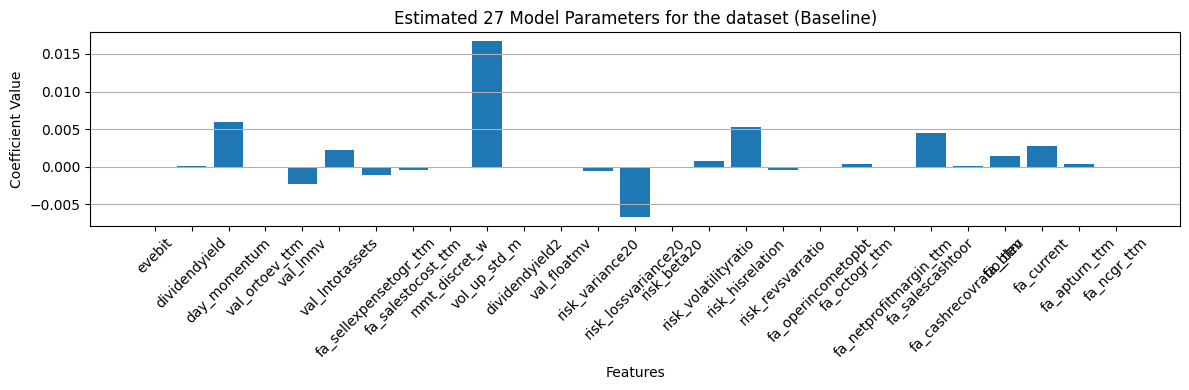 Estimated 27 Model Parameters for the dataset (Baseline)
Coefficient Value
0.015
0.010
0.005
0.000
−0.005
evebit
dividendyield
day_momentum
val_ortoev_ttm
val_lnmv
val_lntotassets
fa_sellexpensetogr_ttm
fa_salestocost_ttm
mmt_discret_w
vol_up_std_m
dividendyield2
val_floatmv
risk_variance20
risk_lossvariance20
risk_beta20
risk_volatilityratio
risk_hisrelation
risk_revsvarratio
fa_operincometopbt
fa_octogr_ttm
fa_netprofitmargin_ttm
fa_salescashtoor
fa_current
fa_apturn_ttm
fa_ncgr_ttm
Features